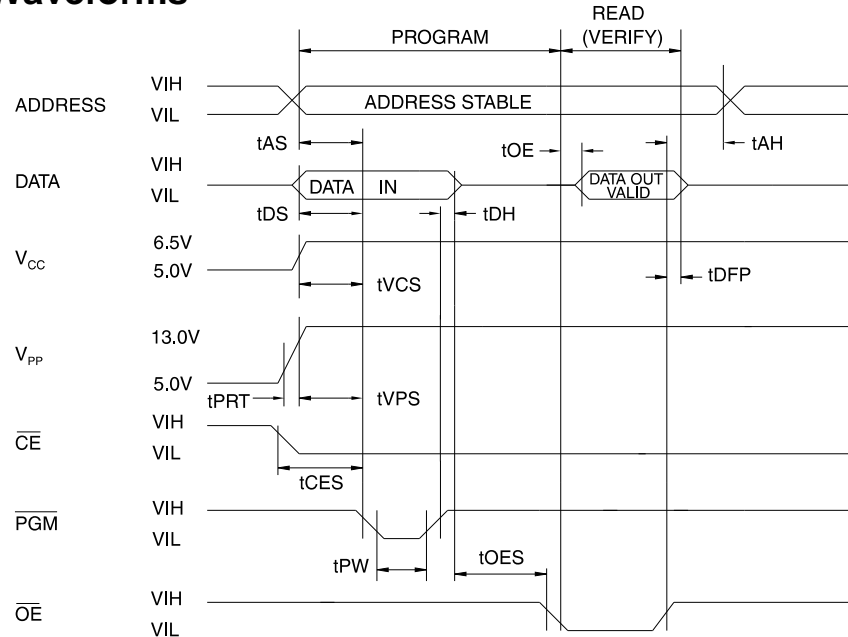 Waveforms
READ
(VERIFY)
PROGRAM
ADDRESS
VIH
VIL
ADDRESS STABLE
tAS
tOE
tAH
DATA
VIH
VIL
DATA IN
DATA OUT
VALID
tDS
tDH
VCC
6.5V
5.0V
tVCS
tDFP
VPP
13.0V
5.0V
tPRT
tVPS
CE
VIH
VIL
tCES
PGM
VIH
VIL
tPW
tOES
OE
VIH
VIL